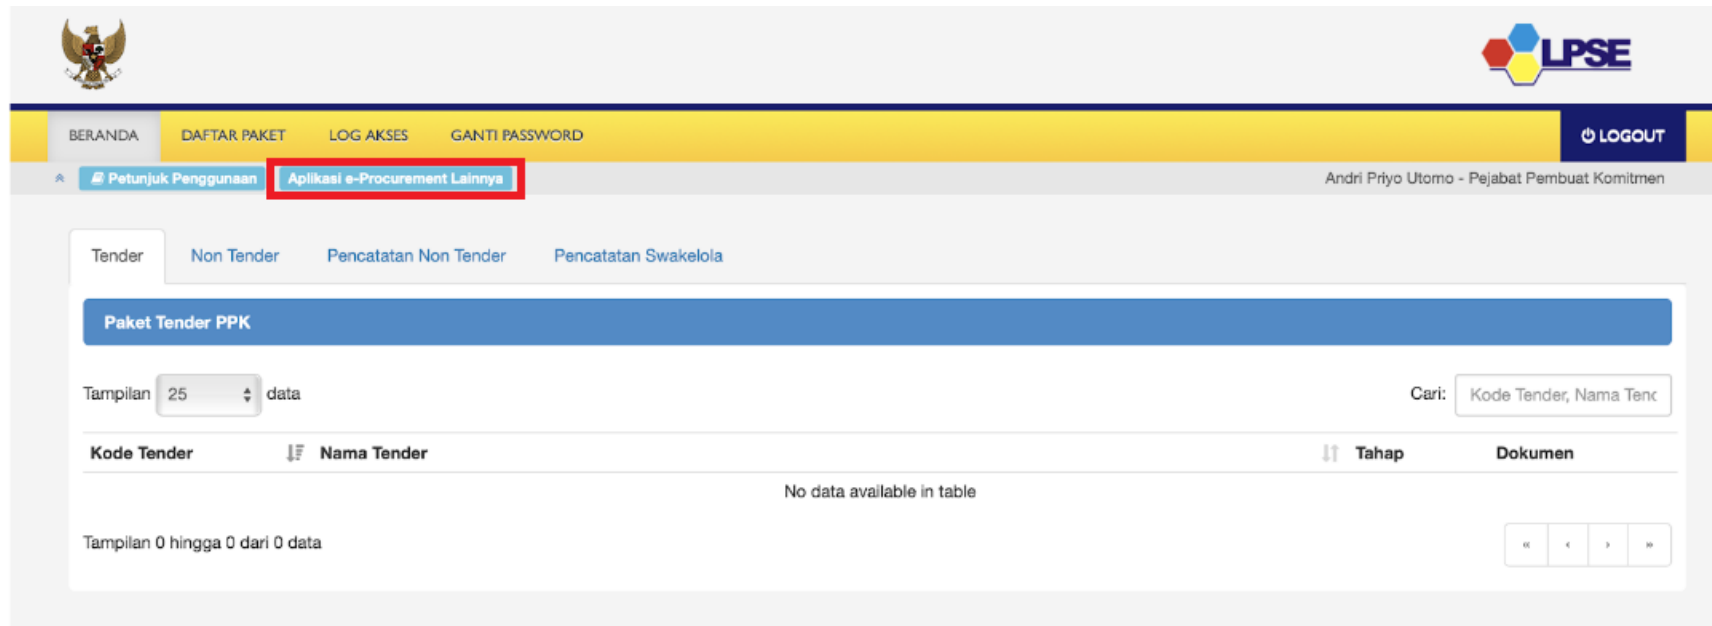 LPSE
BERANDA DAFTAR PAKET LOG AKSES GANTI PASSWORD LOGOUT
Petunjuk Penggunaan Aplikasi e-Procurement Lainnya Andri Priyo Utomo - Pejabat Pembuat Komitmen
Tender Non Tender Pencatatan Non Tender Pencatatan Swakelola
Paket Tender PPK
Tampilan 25 data Cari: Kode Tender, Nama Tenc
Kode Tender Nama Tender Tahap Dokumen
No data available in table
Tampilan 0 hingga 0 dari 0 data « ‹ › »